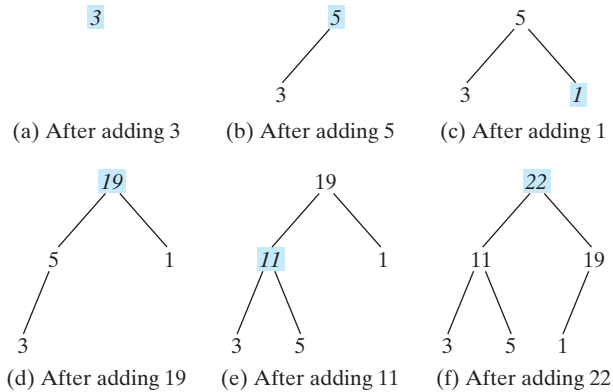 3
5
3
5
3 1
(a) After adding 3
(b) After adding 5
(c) After adding 1
19
5 1
3
19
11 1
3 5
22
11 19
3 5 1
(d) After adding 19
(e) After adding 11
(f) After adding 22